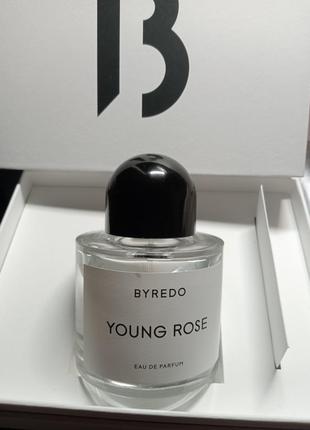 B
BYREDO
YOUNG ROSE
EAU DE PARFUM